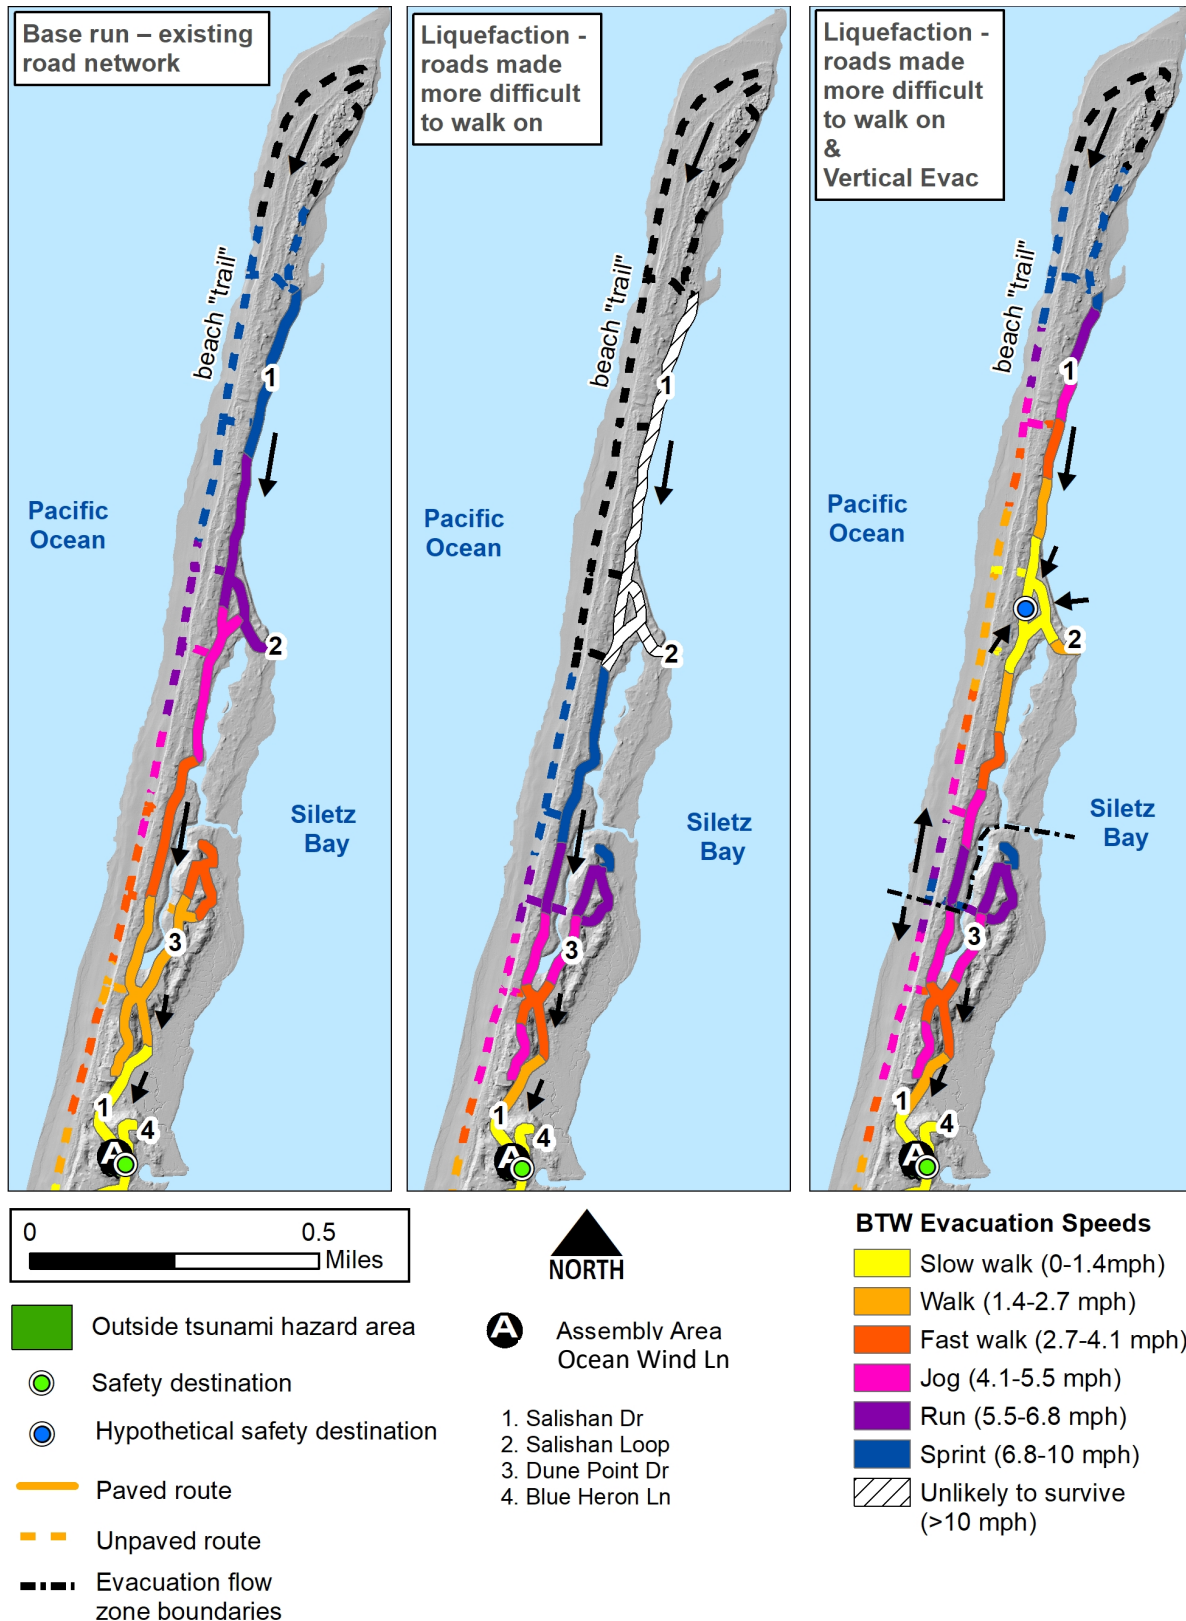 Base run – existing
road network
Liquefaction -
roads made
more difficult
to walk on
Liquefaction -
roads made
more difficult
to walk on
&
Vertical Evac
beach "trail"
1
Pacific
Ocean
2
Siletz
Bay
3
1
4
A
beach "trail"
1
Pacific
Ocean
2
Siletz
Bay
3
1
4
A
beach "trail"
1
Pacific
Ocean
2
Siletz
Bay
3
1
4
A
0 0.5
Miles
Outside tsunami hazard area
Safety destination
Hypothetical safety destination
Paved route
Unpaved route
Evacuation flow
zone boundaries
NORTH
A Assembly Area
Ocean Wind Ln
1. Salishan Dr
2. Salishan Loop
3. Dune Point Dr
4. Blue Heron Ln
BTW Evacuation Speeds
Slow walk (0-1.4mph)
Walk (1.4-2.7 mph)
Fast walk (2.7-4.1 mph)
Jog (4.1-5.5 mph)
Run (5.5-6.8 mph)
Sprint (6.8-10 mph)
Unlikely to survive
(>10 mph)